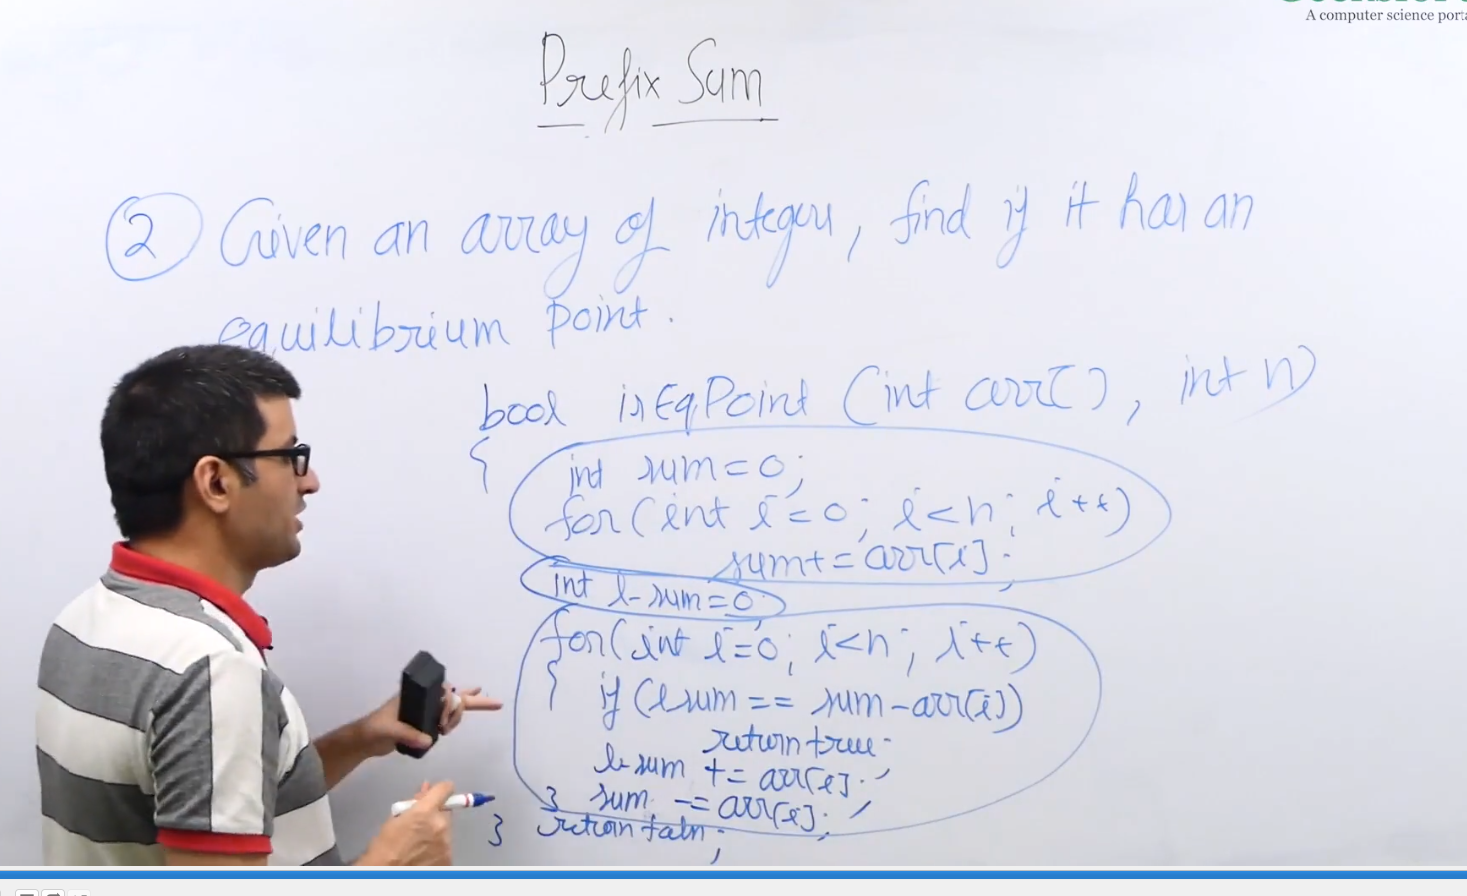 A computer science port
Prefix Sum
2 Given an array of integers, find if it has an
equilibrium point.
bool isEqPoint (int arr[], int n)
{
int sum=0;
for(int i=0; i<n; i++)
sum+=arr[i];
int l_sum=0;
for(int i=0; i<n; i++)
{ if (l_sum == sum-arr[i])
return true;
l_sum += arr[i];
} sum -= arr[i];
} return false;